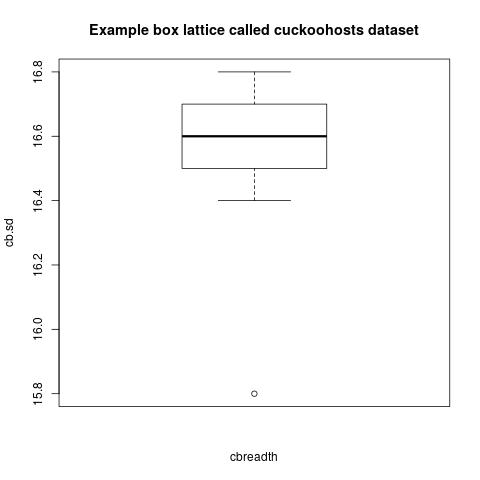 Example box lattice called cuckoohosts dataset
16.8
16.6
16.4
16.2
16.0
15.8
cb.sd
cbreadth